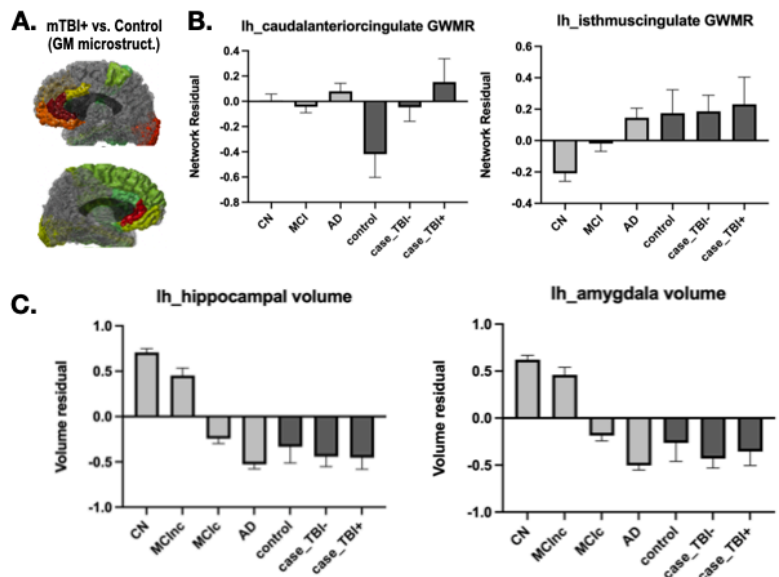 A.
mTBI+ vs. Control
(GM microstruct.)
B.
lh_caudalanteriorcingulate GWMR
Network Residual
0.4
0.2
0.0
-0.2
-0.4
-0.6
-0.8
CN
MCI
AD
control
case_TBI-
case_TBI+
lh_isthmuscingulate GWMR
Network Residual
0.6
0.4
0.2
0.0
-0.2
-0.4
CN
MCI
AD
control
case_TBI-
case_TBI+
C.
lh_hippocampal volume
Volume residual
1.0
0.5
0.0
-0.5
-1.0
CN
MCInc
MCIc
AD
control
case_TBI-
case_TBI+
lh_amygdala volume
Volume residual
1.0
0.5
0.0
-0.5
-1.0
CN
MCInc
MCIc
AD
control
case_TBI-
case_TBI+